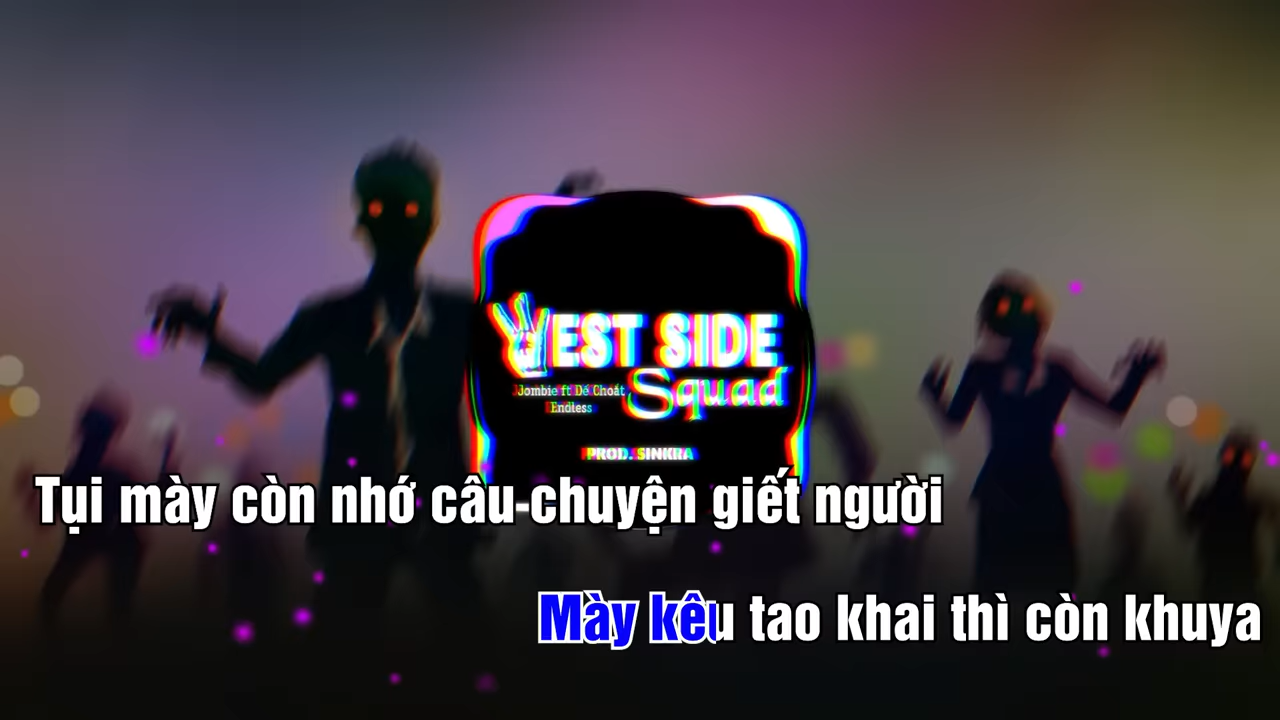 WEST SIDE
Squad
Jombie ft Dế Choắt
Endless
PROD. SINKRA
Tụi mày còn nhớ câu chuyện giết người
Mày kêu tao khai thì còn khuya